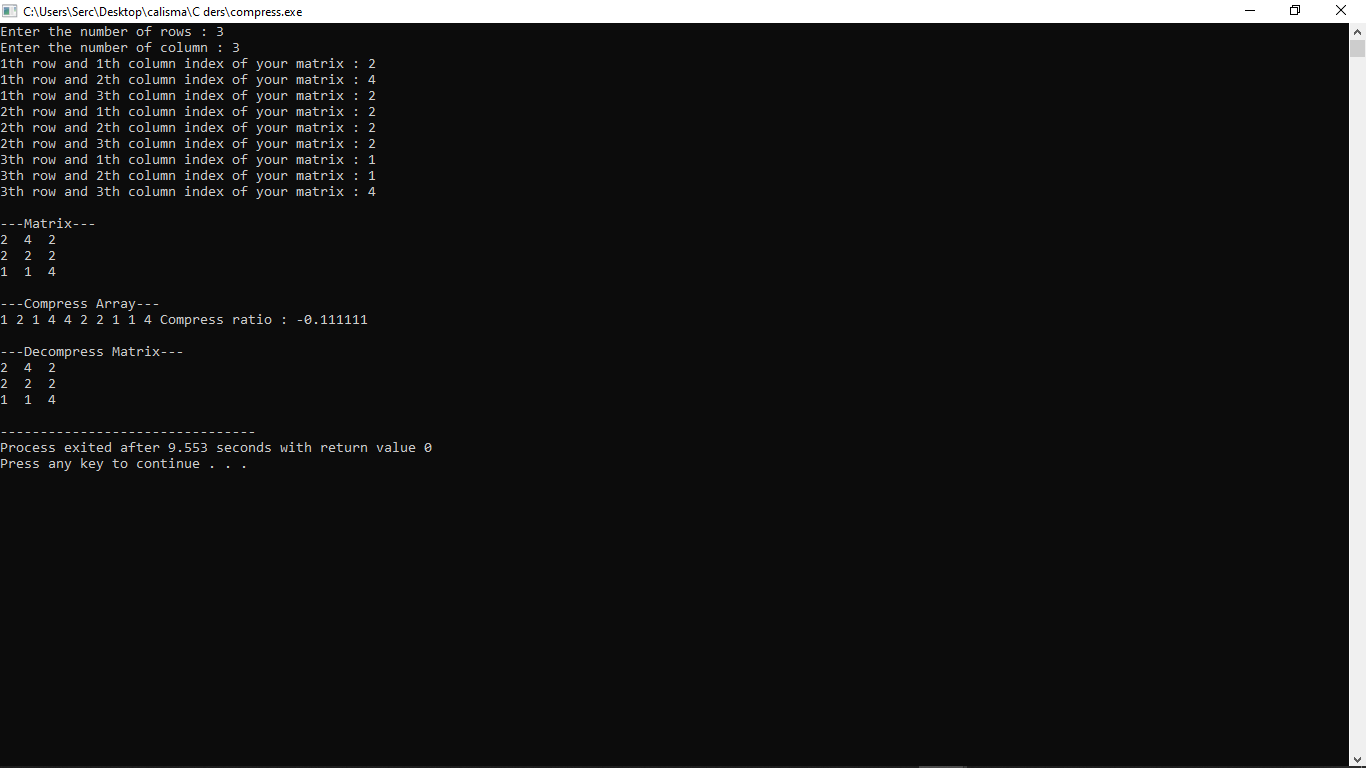 C:\Users\Serc\Desktop\calisma\C ders\compress.exe
Enter the number of rows : 3
Enter the number of column : 3
1th row and 1th column index of your matrix : 2
1th row and 2th column index of your matrix : 4
1th row and 3th column index of your matrix : 2
2th row and 1th column index of your matrix : 2
2th row and 2th column index of your matrix : 2
2th row and 3th column index of your matrix : 2
3th row and 1th column index of your matrix : 1
3th row and 2th column index of your matrix : 1
3th row and 3th column index of your matrix : 4
---Matrix---
2  4  2
2  2  2
1  1  4
---Compress Array---
1 2 1 4 4 2 2 1 1 4 Compress ratio : -0.111111
---Decompress Matrix---
2  4  2
2  2  2
1  1  4
--------------------------------
Process exited after 9.553 seconds with return value 0
Press any key to continue . . .